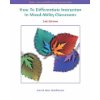 How To Differentiate Instruction
In Mixed-Ability Classrooms
2nd Edition